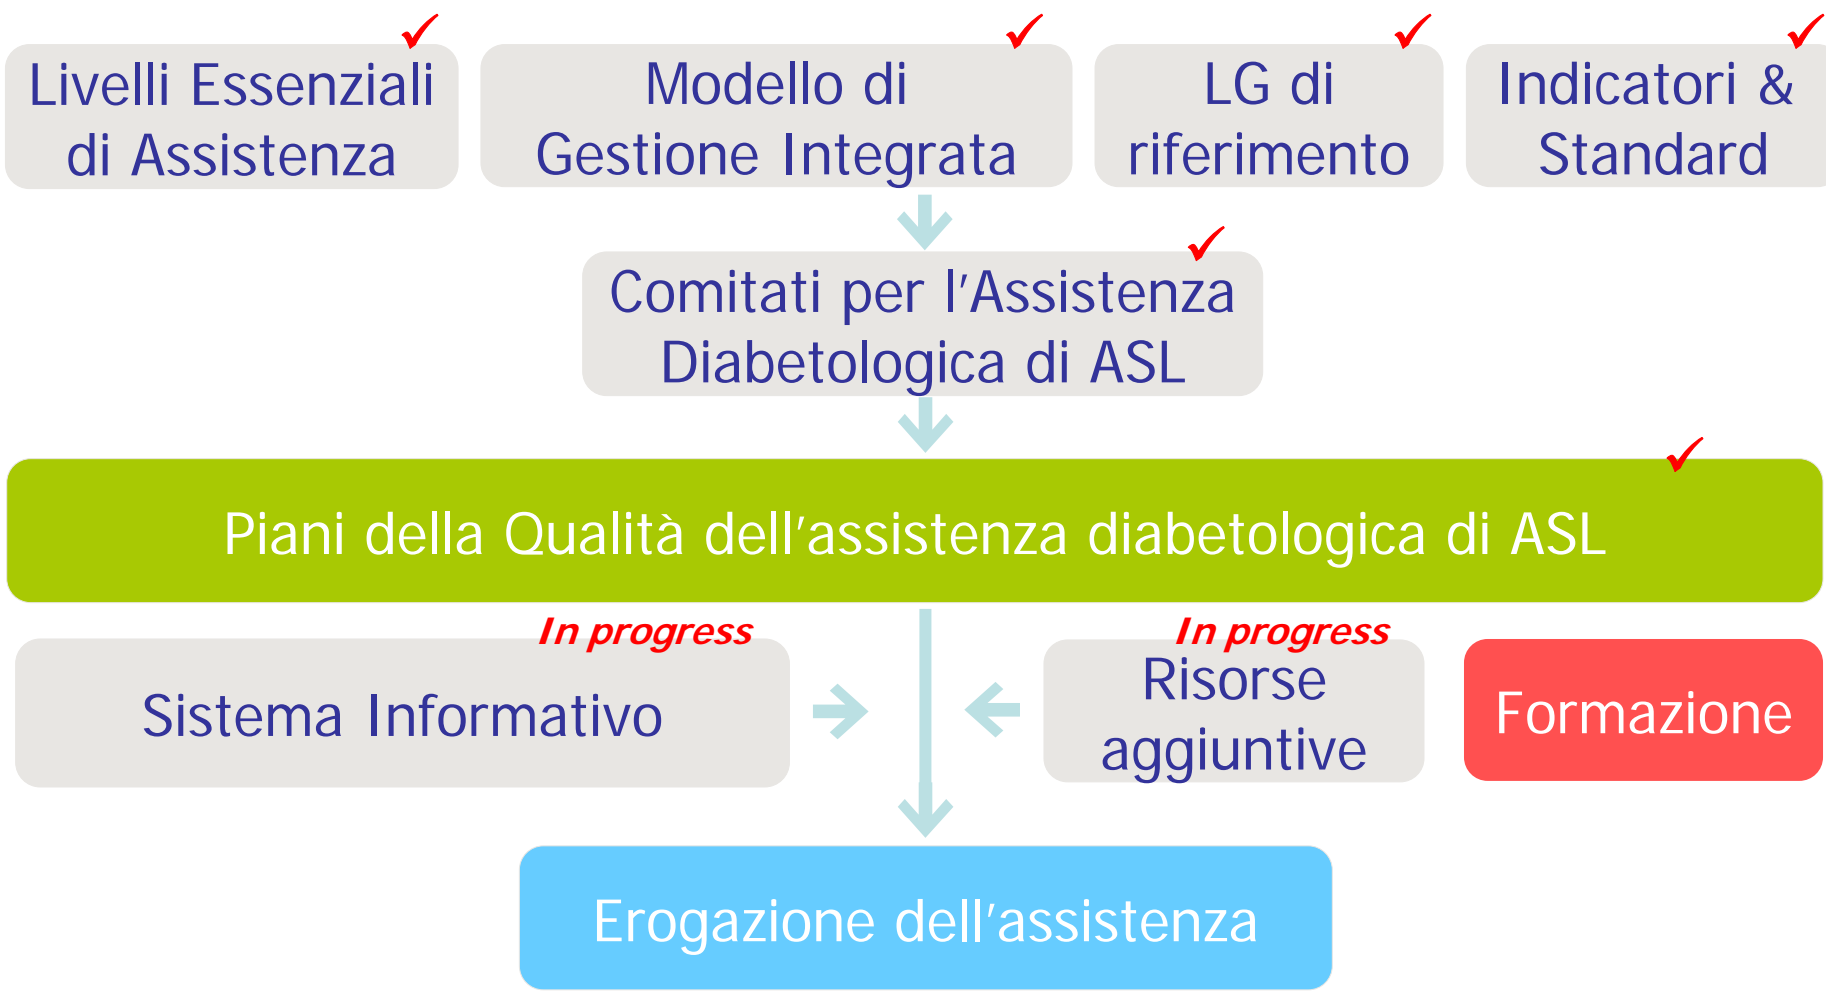 Livelli Essenziali
di Assistenza
Modello di
Gestione Integrata
LG di
riferimento
Indicatori &
Standard
Comitati per l'Assistenza
Diabetologica di ASL
Piani della Qualità dell'assistenza diabetologica di ASL
In progress
Sistema Informativo
In progress
Risorse
aggiuntive
Formazione
Erogazione dell'assistenza